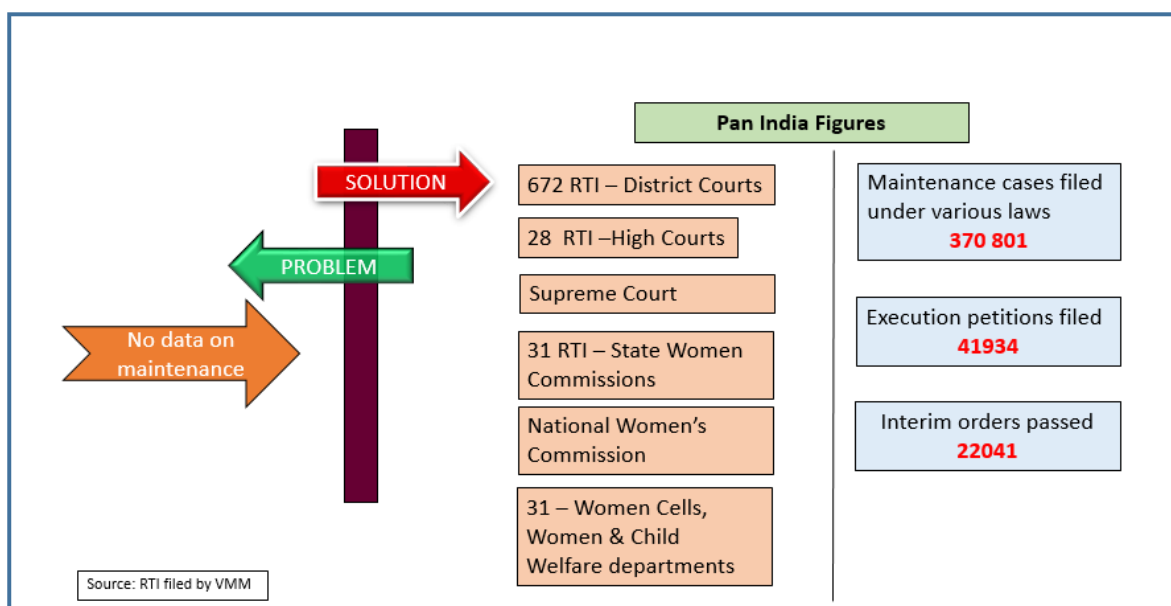 Pan India Figures
SOLUTION
PROBLEM
No data on
maintenance
672 RTI – District Courts
28  RTI –High Courts
Supreme Court
31 RTI – State Women
Commissions
National Women’s
Commission
31 – Women Cells,
Women & Child
Welfare departments
Maintenance cases filed
under various laws
370 801
Execution petitions filed
41934
Interim orders passed
22041
Source: RTI filed by VMM